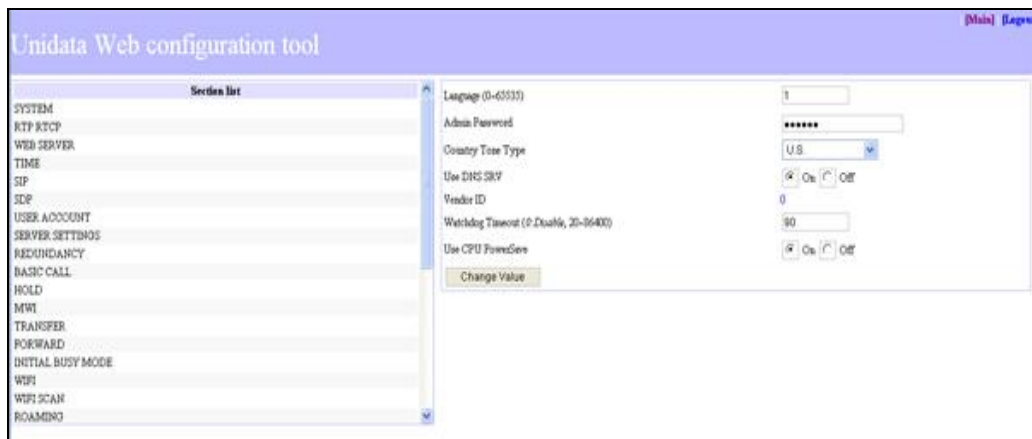 [Main] [Logou
Unidata Web configuration tool
Section list
SYSTEM
RTP RTCP
WEB SERVER
TIME
SIP
SDP
USER ACCOUNT
SERVER SETTINGS
REDUNDANCY
BASIC CALL
HOLD
MWI
TRANSFER
FORWARD
INITIAL BUSY MODE
WIFI
WIFI SCAN
ROAMING
Language (0~65535) 1
Admin Password ••••••
Country Tone Type U.S.
Use DNS SRV On Off
Vendor ID 0
Watchdog Timeout (0:Disable, 20~86400) 90
Use CPU PowerSave On Off
Change Value